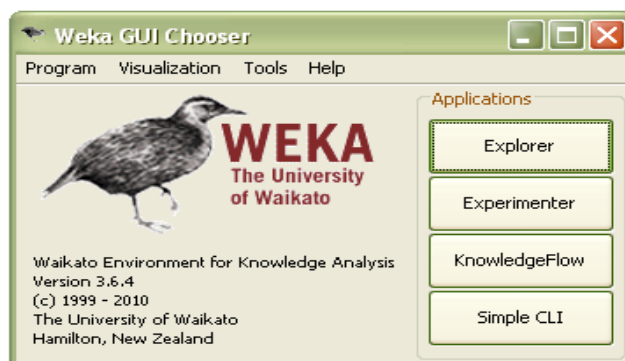 Weka GUI Chooser
Program Visualization Tools Help
WEKA
The University
of Waikato
Waikato Environment for Knowledge Analysis
Version 3.6.4
(c) 1999 - 2010
The University of Waikato
Hamilton, New Zealand
Applications
Explorer
Experimenter
KnowledgeFlow
Simple CLI